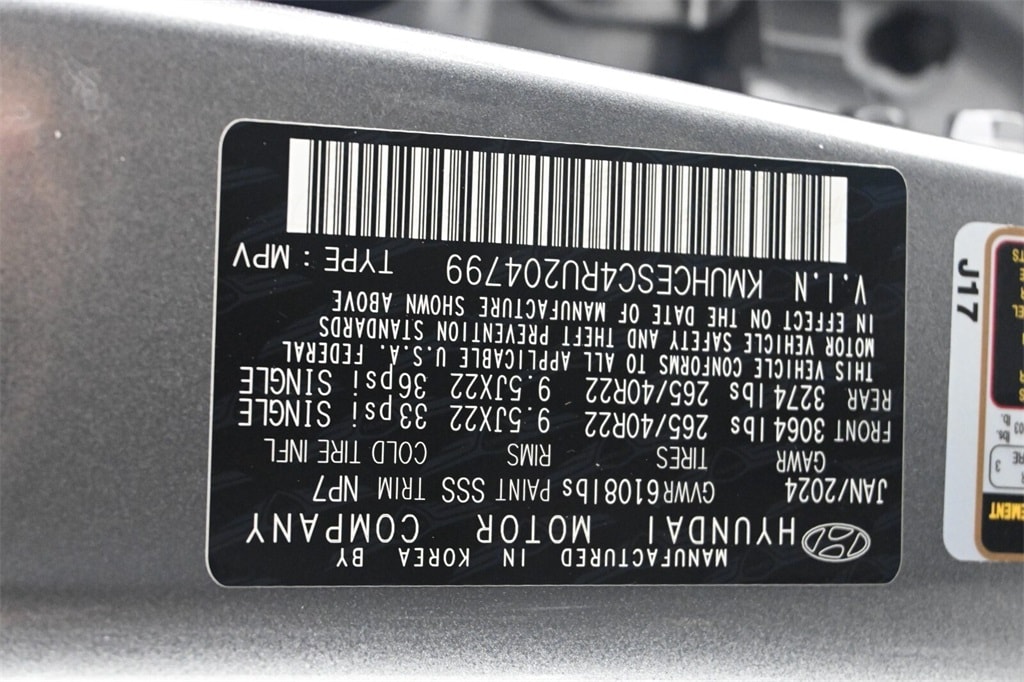 MANUFACTURED IN KOREA BY
HYUNDAI MOTOR COMPANY
JAN/2024 GVWR6108lbs PAINT SSS TRIM NP7
GAWR TIRES RIMS COLD TIRE INFL
FRONT 3064lbs 265/40R22 9.5JX22 33psi SINGLE
REAR 3274lbs 265/40R22 9.5JX22 36psi SINGLE
THIS VEHICLE CONFORMS TO ALL APPLICABLE U.S.A. FEDERAL
MOTOR VEHICLE SAFETY AND THEFT PREVENTION STANDARDS
IN EFFECT ON THE DATE OF MANUFACTURE SHOWN ABOVE
V.I.N KMUHCESC4RU204799 TYPE : MPV
J17